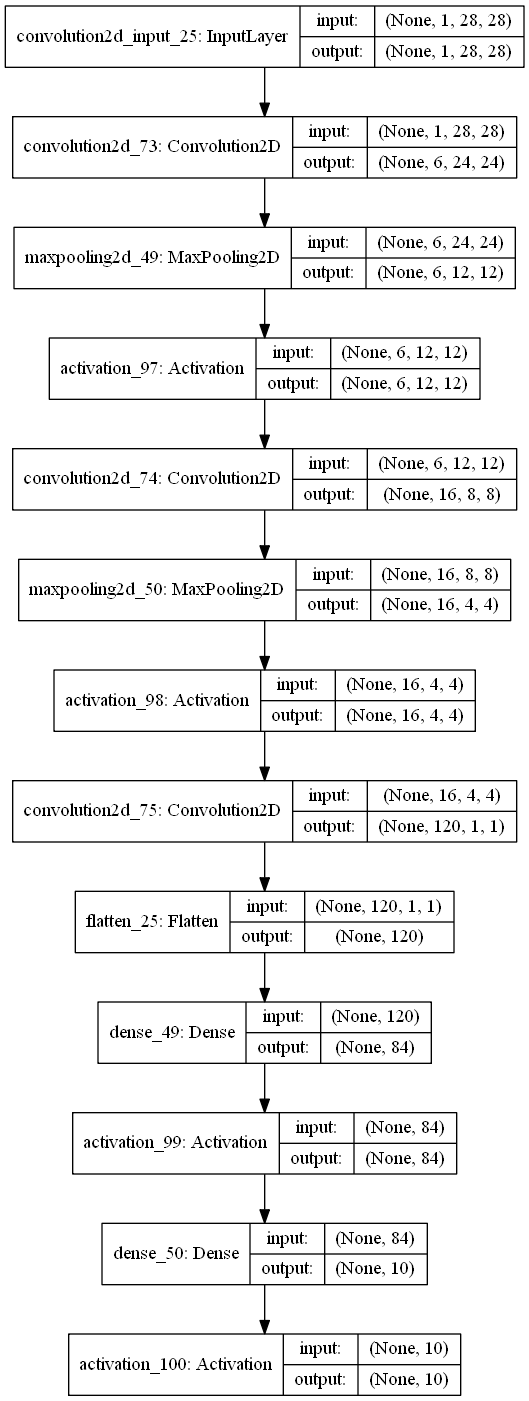 convolution2d_input_25: InputLayer
input: (None, 1, 28, 28)
output: (None, 1, 28, 28)
convolution2d_73: Convolution2D
input: (None, 1, 28, 28)
output: (None, 6, 24, 24)
maxpooling2d_49: MaxPooling2D
input: (None, 6, 24, 24)
output: (None, 6, 12, 12)
activation_97: Activation
input: (None, 6, 12, 12)
output: (None, 6, 12, 12)
convolution2d_74: Convolution2D
input: (None, 6, 12, 12)
output: (None, 16, 8, 8)
maxpooling2d_50: MaxPooling2D
input: (None, 16, 8, 8)
output: (None, 16, 4, 4)
activation_98: Activation
input: (None, 16, 4, 4)
output: (None, 16, 4, 4)
convolution2d_75: Convolution2D
input: (None, 16, 4, 4)
output: (None, 120, 1, 1)
flatten_25: Flatten
input: (None, 120, 1, 1)
output: (None, 120)
dense_49: Dense
input: (None, 120)
output: (None, 84)
activation_99: Activation
input: (None, 84)
output: (None, 84)
dense_50: Dense
input: (None, 84)
output: (None, 10)
activation_100: Activation
input: (None, 10)
output: (None, 10)